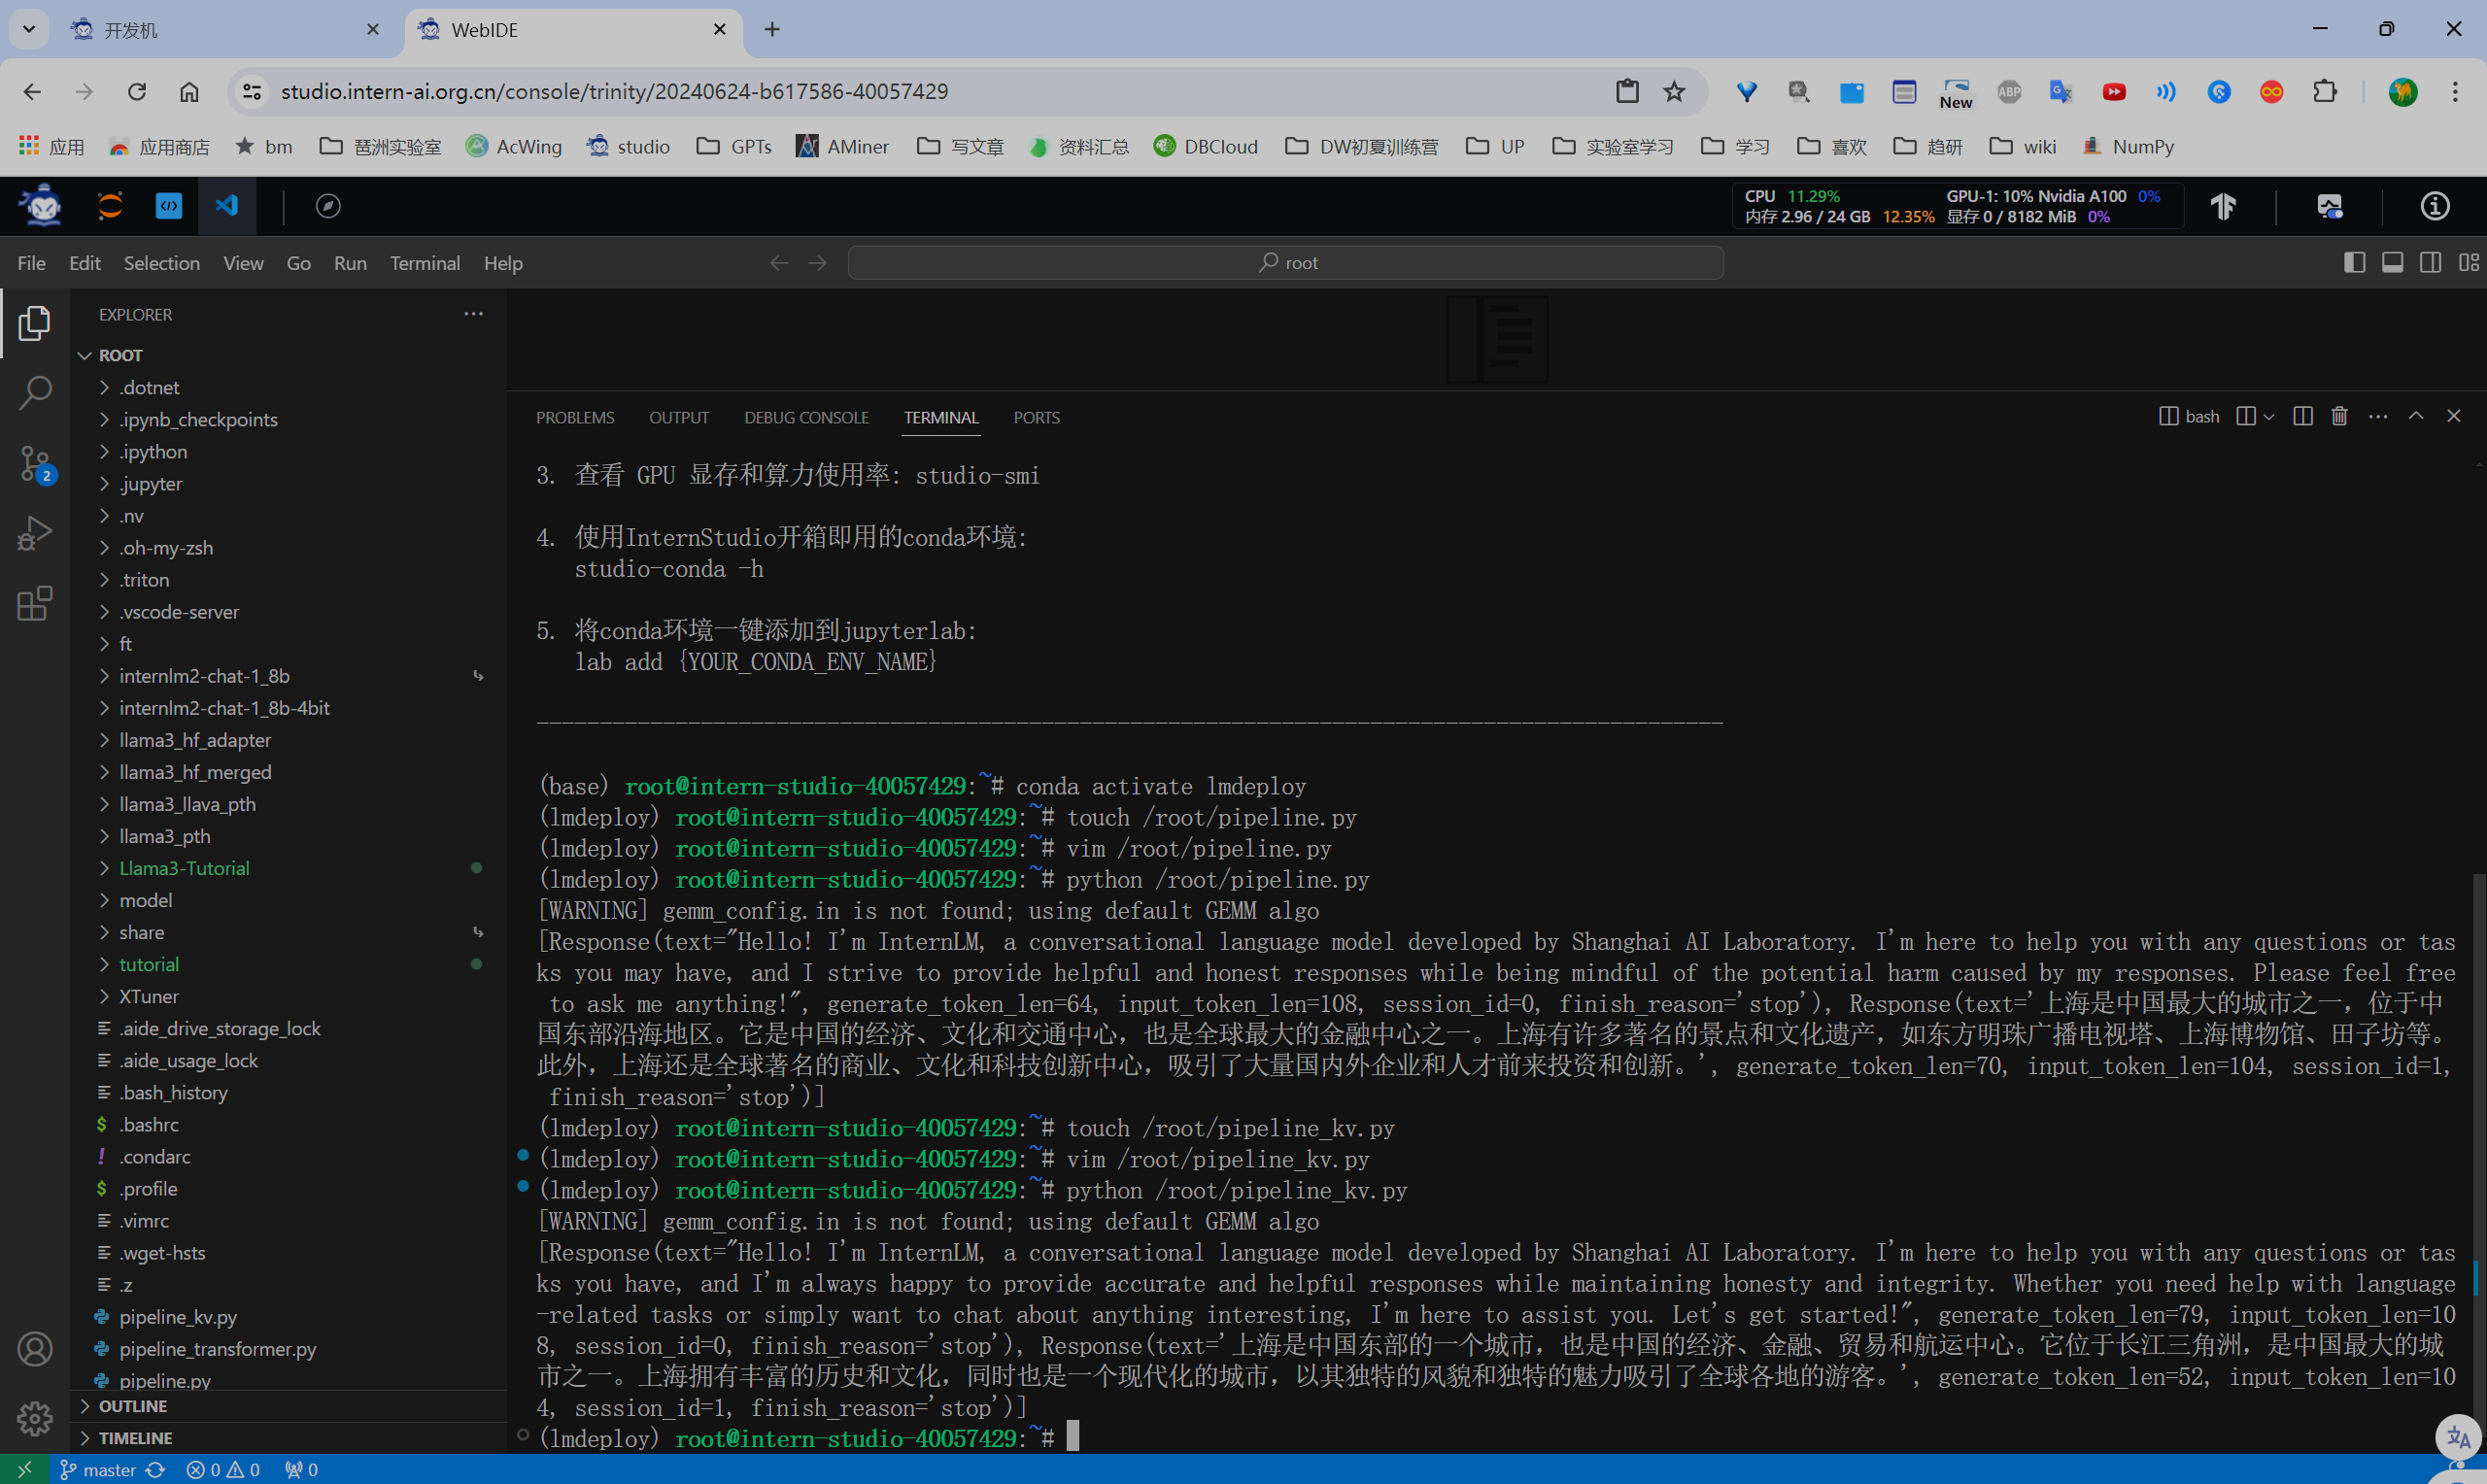 开发机
WebIDE
studio.intern-ai.org.cn/console/trinity/20240624-b617586-40057429
New
ABP
应用
应用商店
bm
琶洲实验室
AcWing
studio
GPTs
AMiner
写文章
资料汇总
DBCloud
DW初夏训练营
UP
实验室学习
学习
喜欢
趋研
wiki
NumPy
CPU 11.29% GPU-1: 10% Nvidia A100 0%
内存 2.96 / 24 GB 12.35% 显存 0 / 8182 MiB 0%
File Edit Selection View Go Run Terminal Help
root
EXPLORER
ROOT
.dotnet
.ipynb_checkpoints
.ipython
.jupyter
.nv
.oh-my-zsh
.triton
.vscode-server
ft
internlm2-chat-1_8b
internlm2-chat-1_8b-4bit
llama3_hf_adapter
llama3_hf_merged
llama3_llava_pth
llama3_pth
Llama3-Tutorial
model
share
tutorial
XTuner
.aide_drive_storage_lock
.aide_usage_lock
.bash_history
.bashrc
.condarc
.profile
.vimrc
.wget-hsts
.z
pipeline_kv.py
pipeline_transformer.py
pipeline.py
OUTLINE
TIMELINE
2
PROBLEMS OUTPUT DEBUG CONSOLE TERMINAL PORTS
bash
3. 查看 GPU 显存和算力使用率: studio-smi
4. 使用InternStudio开箱即用的conda环境:
studio-conda -h
5. 将conda环境一键添加到jupyterlab:
lab add {YOUR_CONDA_ENV_NAME}
(base) root@intern-studio-40057429:~# conda activate lmdeploy
(lmdeploy) root@intern-studio-40057429:~# touch /root/pipeline.py
(lmdeploy) root@intern-studio-40057429:~# vim /root/pipeline.py
(lmdeploy) root@intern-studio-40057429:~# python /root/pipeline.py
[WARNING] gemm_config.in is not found; using default GEMM algo
[Response(text="Hello! I'm InternLM, a conversational language model developed by Shanghai AI Laboratory. I'm here to help you with any questions or tas
ks you may have, and I strive to provide helpful and honest responses while being mindful of the potential harm caused by my responses. Please feel free
to ask me anything!", generate_token_len=64, input_token_len=108, session_id=0, finish_reason='stop'), Response(text='上海是中国最大的城市之一，位于中
国东部沿海地区。它是中国的经济、文化和交通中心，也是全球最大的金融中心之一。上海有许多著名的景点和文化遗产，如东方明珠广播电视塔、上海博物馆、田子坊等。
此外，上海还是全球著名的商业、文化和科技创新中心，吸引了大量国内外企业和人才前来投资和创新。', generate_token_len=70, input_token_len=104, session_id=1,
finish_reason='stop')]
(lmdeploy) root@intern-studio-40057429:~# touch /root/pipeline_kv.py
(lmdeploy) root@intern-studio-40057429:~# vim /root/pipeline_kv.py
(lmdeploy) root@intern-studio-40057429:~# python /root/pipeline_kv.py
[WARNING] gemm_config.in is not found; using default GEMM algo
[Response(text="Hello! I'm InternLM, a conversational language model developed by Shanghai AI Laboratory. I'm here to help you with any questions or tas
ks you have, and I'm always happy to provide accurate and helpful responses while maintaining honesty and integrity. Whether you need help with language
-related tasks or simply want to chat about anything interesting, I'm here to assist you. Let's get started!", generate_token_len=79, input_token_len=10
8, session_id=0, finish_reason='stop'), Response(text='上海是中国东部的一个城市，也是中国的经济、金融、贸易和航运中心。它位于长江三角洲，是中国最大的城
市之一。上海拥有丰富的历史和文化，同时也是一个现代化的城市，以其独特的风貌和独特的魅力吸引了全球各地的游客。', generate_token_len=52, input_token_len=10
4, session_id=1, finish_reason='stop')]
(lmdeploy) root@intern-studio-40057429:~#
master 0 0 0